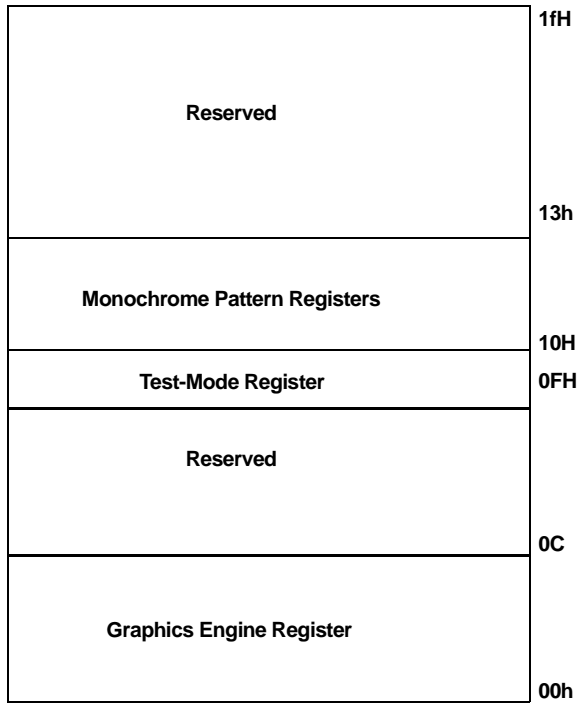 1fH
Reserved
13h
Monochrome Pattern Registers
10H
Test-Mode Register
0FH
Reserved
0C
Graphics Engine Register
00h